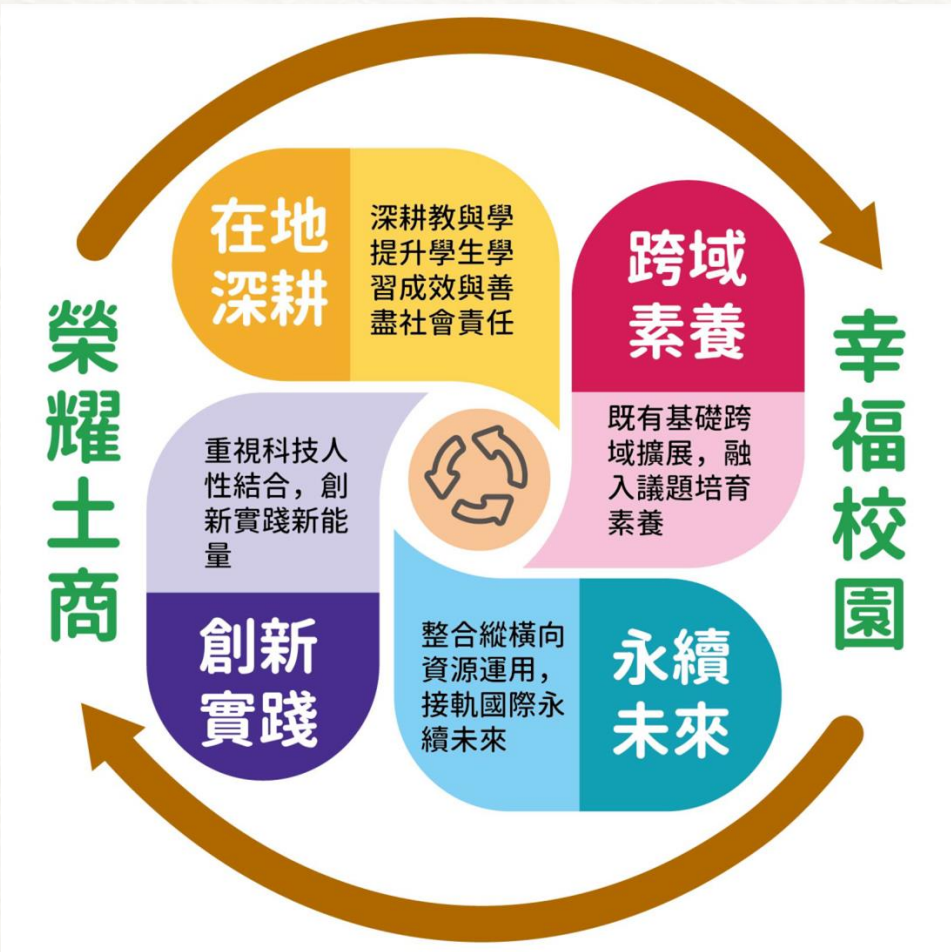 榮耀土商
在地
深耕
深耕教與學
提升學生學
習成效與善
盡社會責任
跨域
素養
既有基礎跨
域擴展，融
入議題培育
素養
重視科技人
性結合，創
新實踐新能
量
創新
實踐
整合縱橫向
資源運用，
接軌國際永
續未來
永續
未來
幸福校園